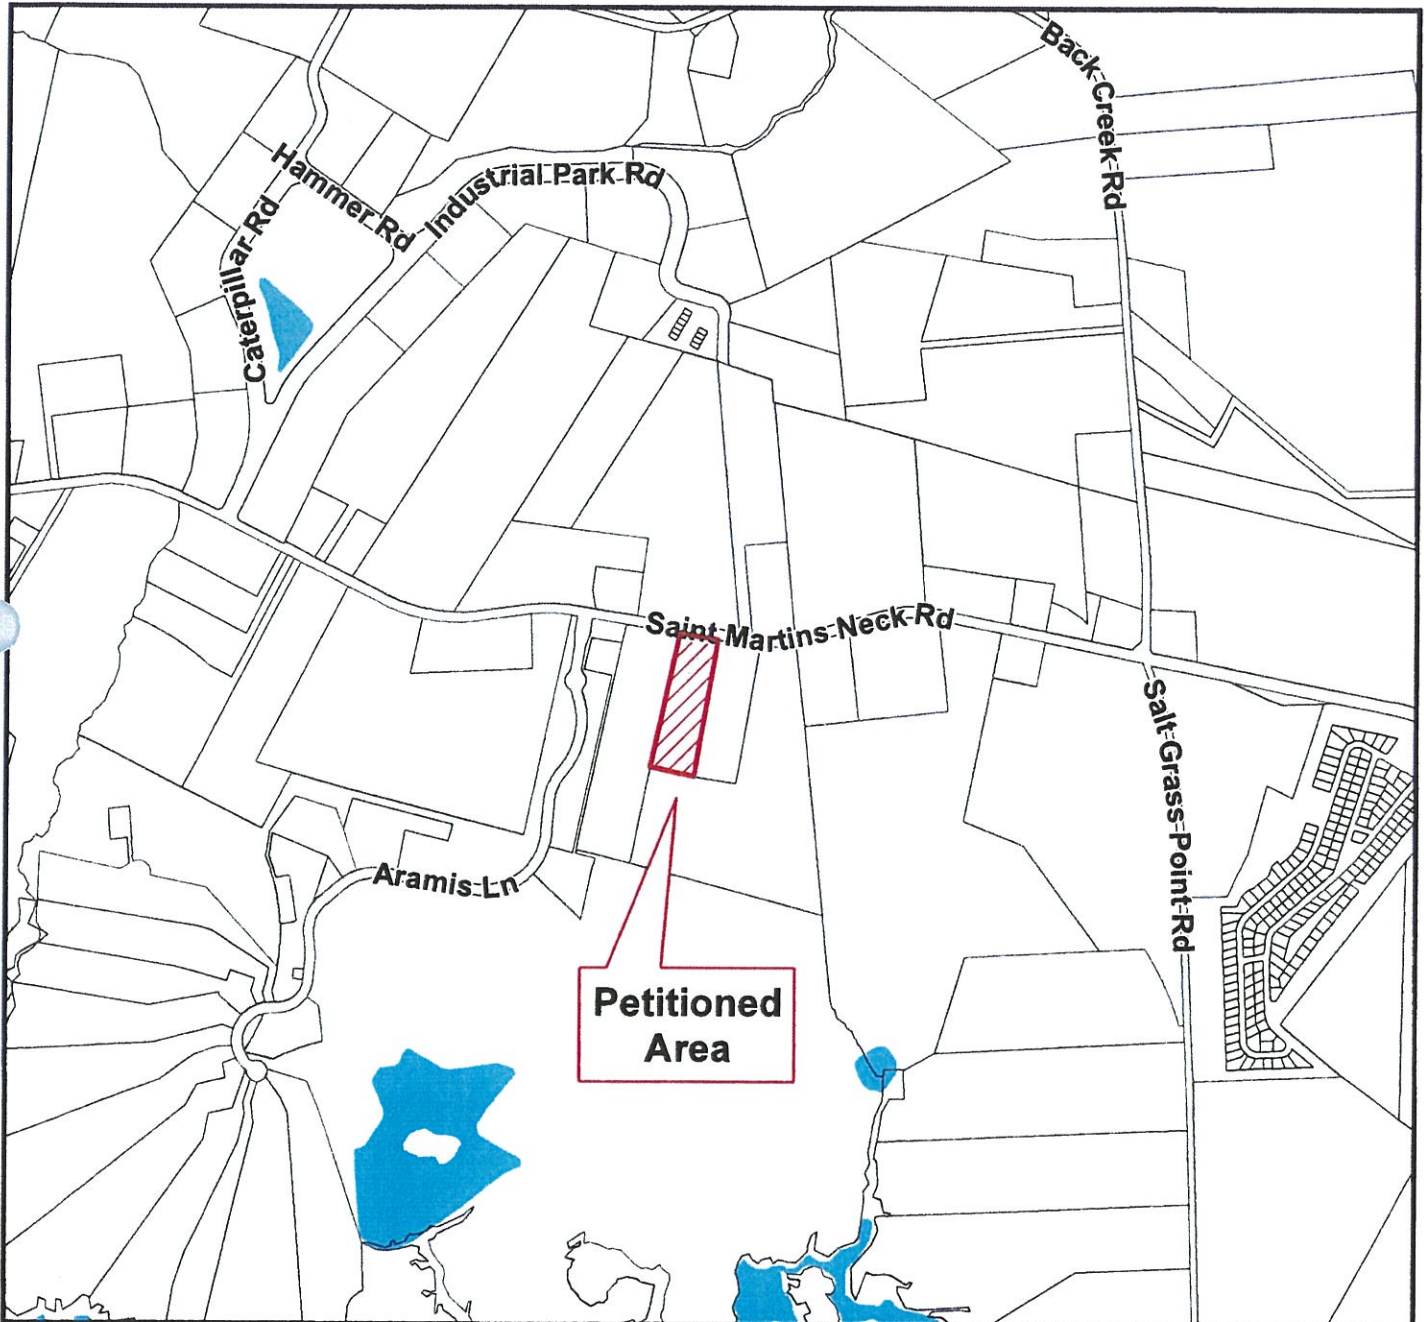 Back Creek Rd
Hammer Rd
Industrial Park Rd
Caterpillar Rd
Saint Martins Neck Rd
Salt Grass Point Rd
Aramis Ln
Petitioned
Area